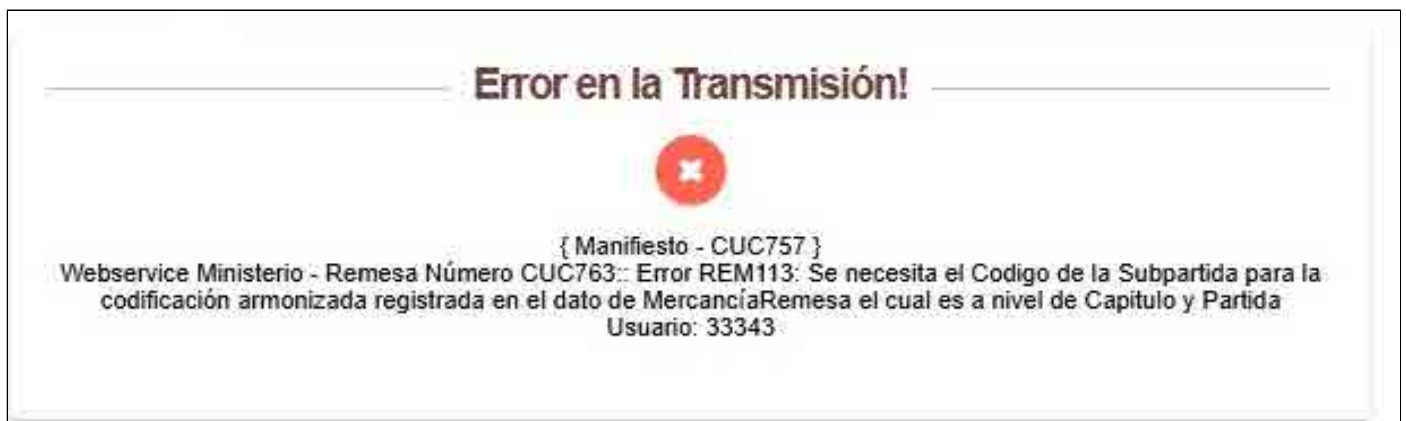 Error en la Transmisión!
{ Manifiesto - CUC757 }
Webservice Ministerio - Remesa Número CUC763:: Error REM113: Se necesita el Codigo de la Subpartida para la
codificación armonizada registrada en el dato de MercancíaRemesa el cual es a nivel de Capitulo y Partida
Usuario: 33343